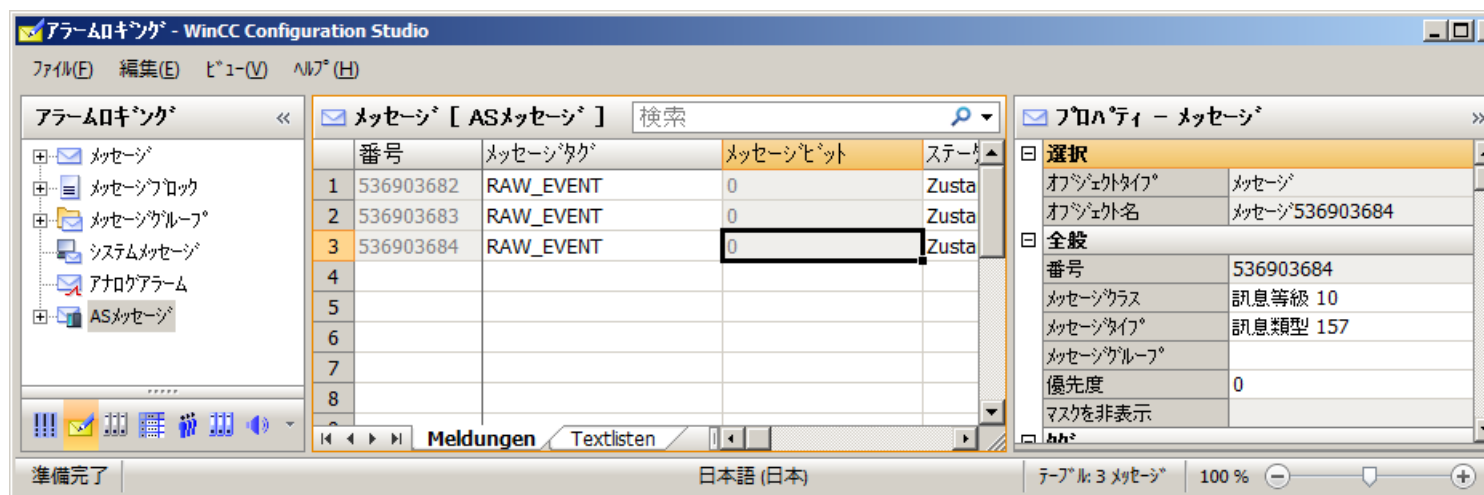 ｱﾗｰﾑﾛｷﾞﾝｸﾞ - WinCC Configuration Studio
ﾌｧｲﾙ(F) 編集(E) ﾋﾞｭｰ(V) ﾍﾙﾌﾟ(H)
ｱﾗｰﾑﾛｷﾞﾝｸﾞ «
ﾒｯｾｰｼﾞ
ﾒｯｾｰｼﾞﾌﾞﾛｯｸ
ﾒｯｾｰｼﾞｸﾞﾙｰﾌﾟ
ｼｽﾃﾑﾒｯｾｰｼﾞ
ｱﾅﾛｸﾞｱﾗｰﾑ
ASﾒｯｾｰｼﾞ
ﾒｯｾｰｼﾞ [ ASﾒｯｾｰｼﾞ ] 検索
番号 ﾒｯｾｰｼﾞﾀｸﾞ ﾒｯｾｰｼﾞﾋﾞｯﾄ
1 536903682 RAW_EVENT 0 Zusta
2 536903683 RAW_EVENT 0 Zusta
3 536903684 RAW_EVENT 0 Zusta
4
5
6
7
8
Meldungen Textlisten
ﾌﾟﾛﾊﾟﾃｨ － ﾒｯｾｰｼﾞ »
選択
ｵﾌﾞｼﾞｪｸﾄﾀｲﾌﾟ ﾒｯｾｰｼﾞ
ｵﾌﾞｼﾞｪｸﾄ名 ﾒｯｾｰｼﾞ536903684
全般
番号 536903684
ﾒｯｾｰｼﾞｸﾗｽ 訊息等級 10
ﾒｯｾｰｼﾞﾀｲﾌﾟ 訊息類型 157
ﾒｯｾｰｼﾞｸﾞﾙｰﾌﾟ
優先度 0
ﾏｽｸを非表示
準備完了 日本語 (日本) ﾃｰﾌﾞﾙ: 3 ﾒｯｾｰｼﾞ 100 %